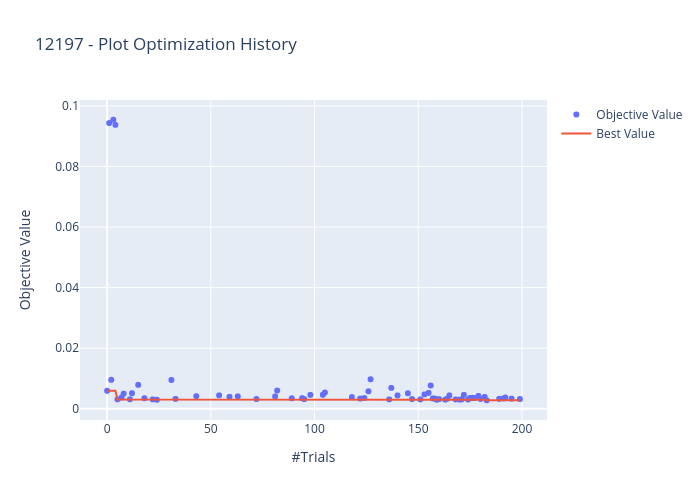 12197 - Plot Optimization History
Objective Value
Best Value
0.1
0.08
0.06
0.04
0.02
0
Objective Value
0
50
100
150
200
#Trials